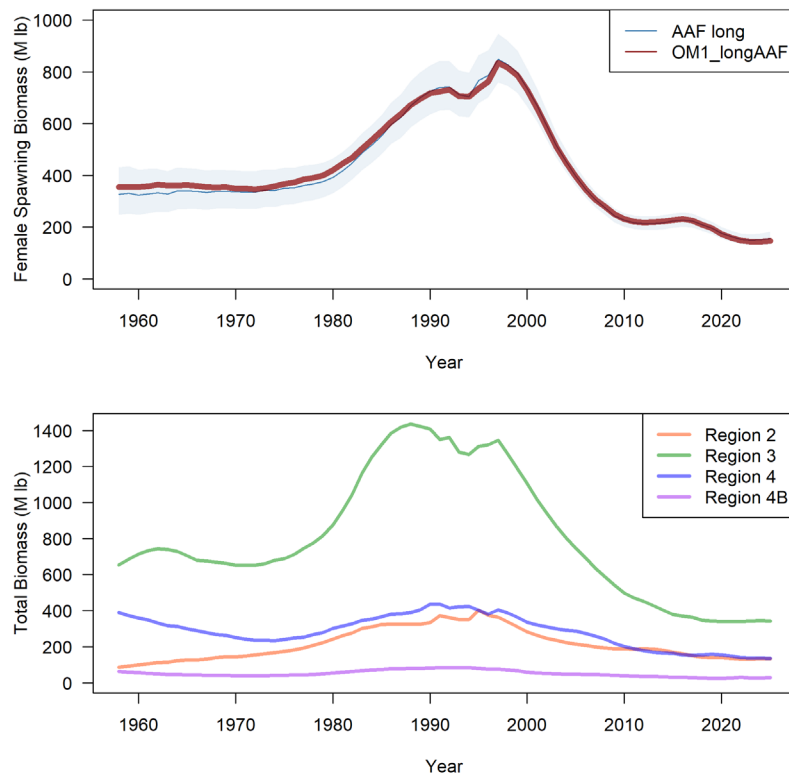 Female Spawning Biomass (M lb)
1000
800
600
400
200
0
AAF long
OM1_longAAF
1960 1970 1980 1990 2000 2010 2020
Year
Total Biomass (M lb)
1400
1200
1000
800
600
400
200
0
Region 2
Region 3
Region 4
Region 4B
1960 1970 1980 1990 2000 2010 2020
Year